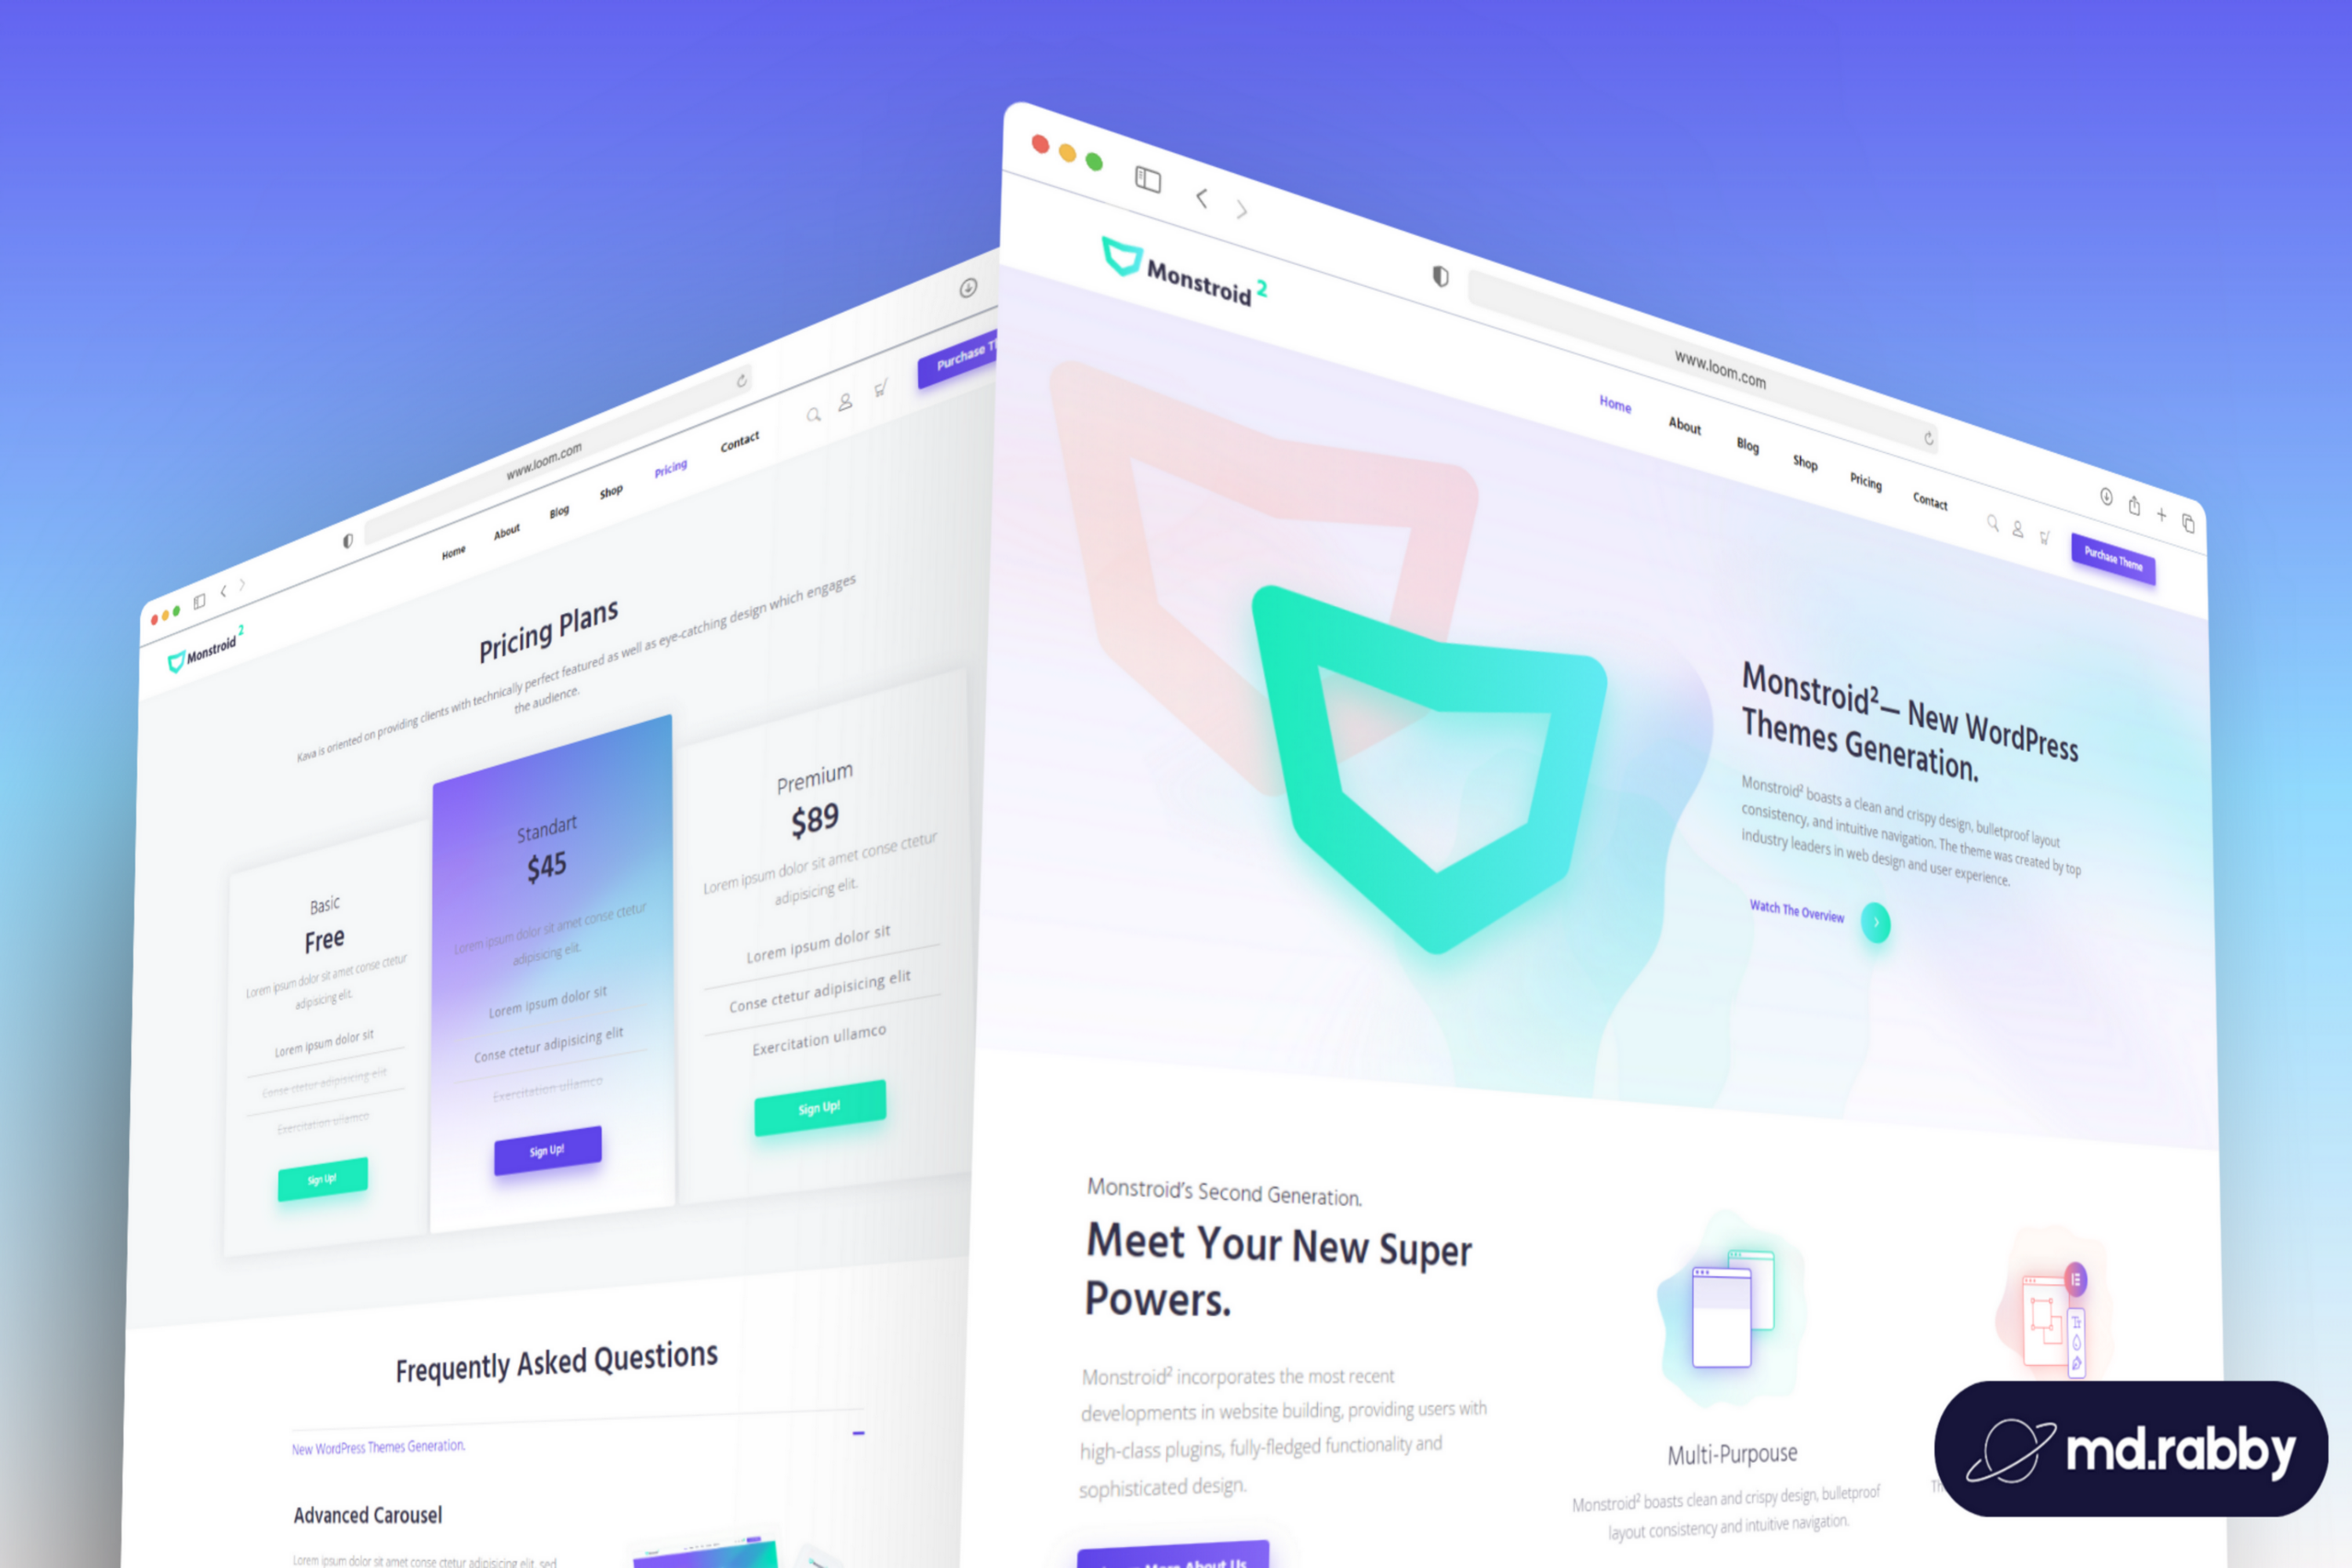 www.loom.com
Monstroid 2
Home About Blog Shop Pricing Contact
Purchase
Pricing Plans
Kava is oriented on providing clients with technically perfect featured as well as eye-catching design which engages
the audience.
Basic
Free
Lorem ipsum dolor sit amet conse ctetur
adipisicing elit.
Lorem ipsum dolor sit
Conse ctetur adipisicing elit
Exercitation ullamco
Sign Up!
Standart
$45
Lorem ipsum dolor sit amet conse ctetur
adipisicing elit.
Lorem ipsum dolor sit
Conse ctetur adipisicing elit
Exercitation ullamco
Sign Up!
Premium
$89
Lorem ipsum dolor sit amet conse ctetur
adipisicing elit.
Lorem ipsum dolor sit
Conse ctetur adipisicing elit
Exercitation ullamco
Sign Up!
Frequently Asked Questions
New WordPress Themes Generation.
Advanced Carousel
Lorem ipsum dolor sit amet conse ctetur adipisicing elit, sed
www.loom.com
Monstroid 2
Home About Blog Shop Pricing Contact
Purchase Theme
Monstroid²— New WordPress
Themes Generation.
Monstroid² boasts a clean and crispy design, bulletproof layout
consistency, and intuitive navigation. The theme was created by top
industry leaders in web design and user experience.
Watch The Overview
Monstroid's Second Generation.
Meet Your New Super
Powers.
Monstroid² incorporates the most recent
developments in website building, providing users with
high-class plugins, fully-fledged functionality and
sophisticated design.
More About Us
Multi-Purpouse
Monstroid² boasts clean and crispy design, bulletproof
layout consistency and intuitive navigation.
md.rabby